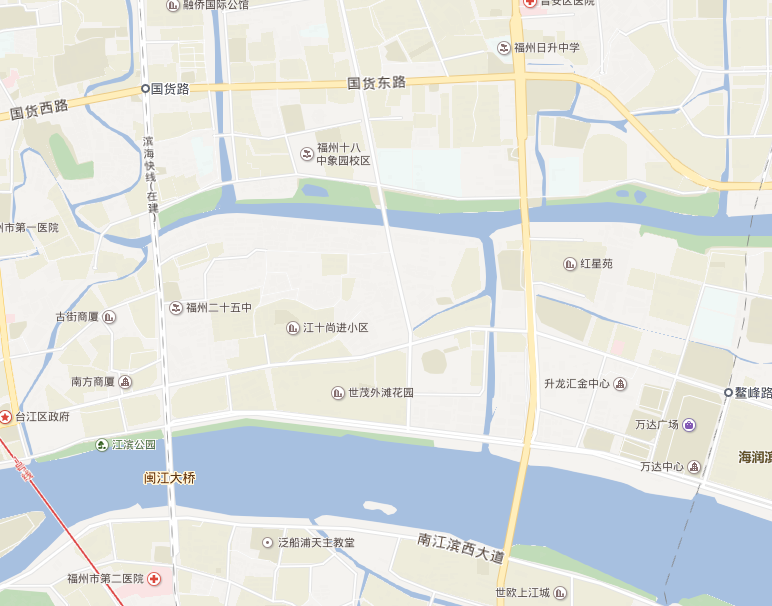 融侨国际公馆
晋安区医院
福州日升中学
国货路
国货东路
国货西路
滨海快线(在建)
福州十八
中象园校区
州市第一医院
红星苑
福州二十五中
古街商厦
江十尚进小区
南方商厦
世茂外滩花园
升龙汇金中心
鳌峰路
台江区政府
万达广场
江滨公园
海润滨
万达中心
闽江大桥
泛船浦天主教堂
南江滨西大道
福州市第二医院
世欧上江城